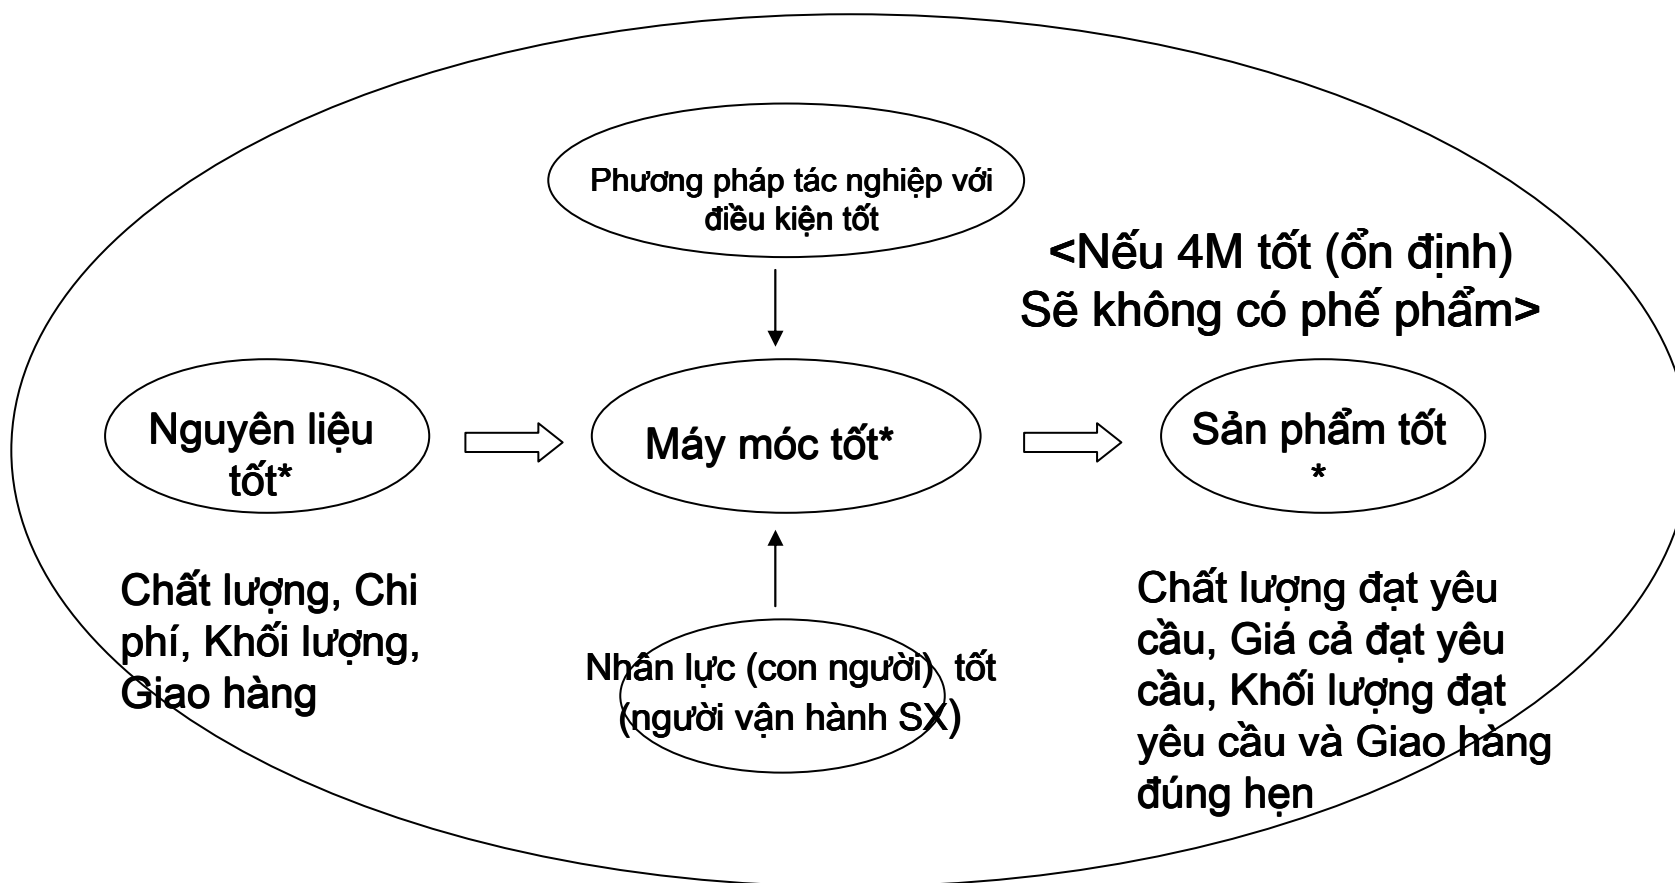 Phương pháp tác nghiệp với
điều kiện tốt
<Nếu 4M tốt (ổn định)
Sẽ không có phế phẩm>
Nguyên liệu
tốt*
Máy móc tốt*
Sản phẩm tốt
*
Chất lượng, Chi
phí, Khối lượng,
Giao hàng
Nhân lực (con người)  tốt
(người vận hành SX)
Chất lượng đạt yêu
cầu, Giá cả đạt yêu
cầu, Khối lượng đạt
yêu cầu và Giao hàng
đúng hẹn